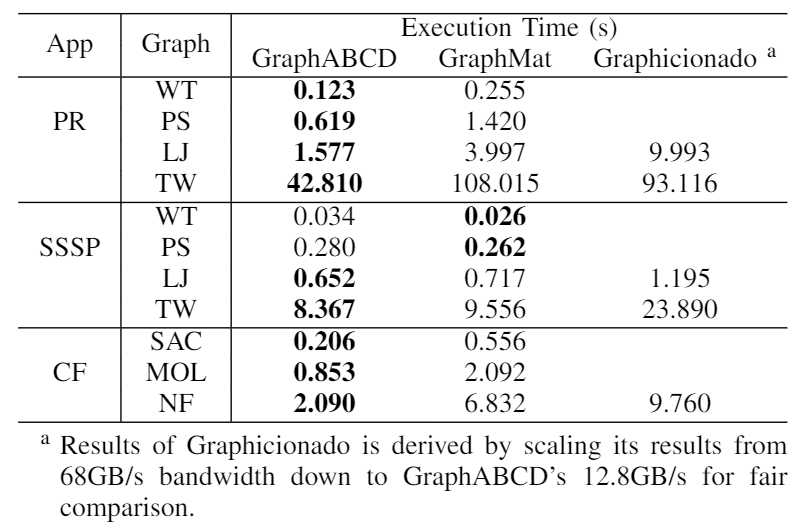 App Graph Execution Time (s)
GraphABCD GraphMat Graphicionado a
PR WT 0.123 0.255
PS 0.619 1.420
LJ 1.577 3.997 9.993
TW 42.810 108.015 93.116
SSSP WT 0.034 0.026
PS 0.280 0.262
LJ 0.652 0.717 1.195
TW 8.367 9.556 23.890
CF SAC 0.206 0.556
MOL 0.853 2.092
NF 2.090 6.832 9.760
a Results of Graphicionado is derived by scaling its results from
68GB/s bandwidth down to GraphABCD's 12.8GB/s for fair
comparison.